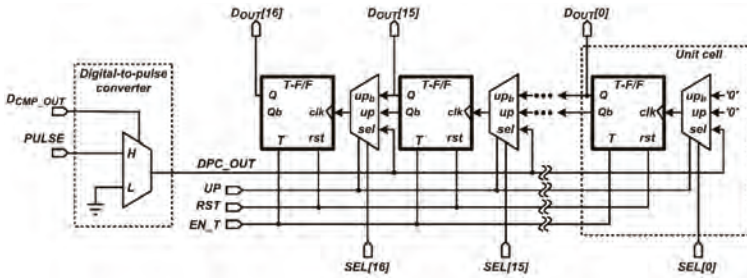 DOUT[16]
DOUT[15]
DOUT[0]
Digital-to-pulse
converter
Unit cell
T-F/F
Q
Qb
clk
T
rst
upb
up
sel
T-F/F
Q
Qb
clk
T
rst
upb
up
sel
T-F/F
Q
Qb
clk
T
rst
upb
up
sel
'0'
'0'
DCMP_OUT
PULSE
H
L
DPC_OUT
UP
RST
EN_T
SEL[16]
SEL[15]
SEL[0]